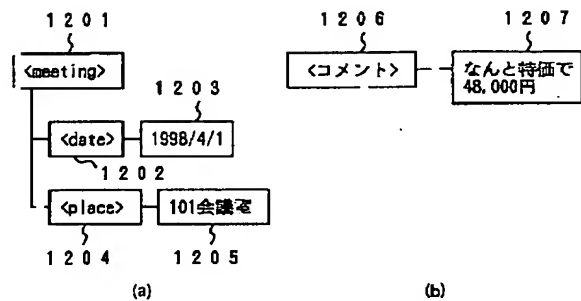 1201
<meeting>
1203
<date>
1998/4/1
1202
<place>
101会議室
1204
1205
(a)
1206
1207
<コメント>
なんと特価で
48.000円
(b)